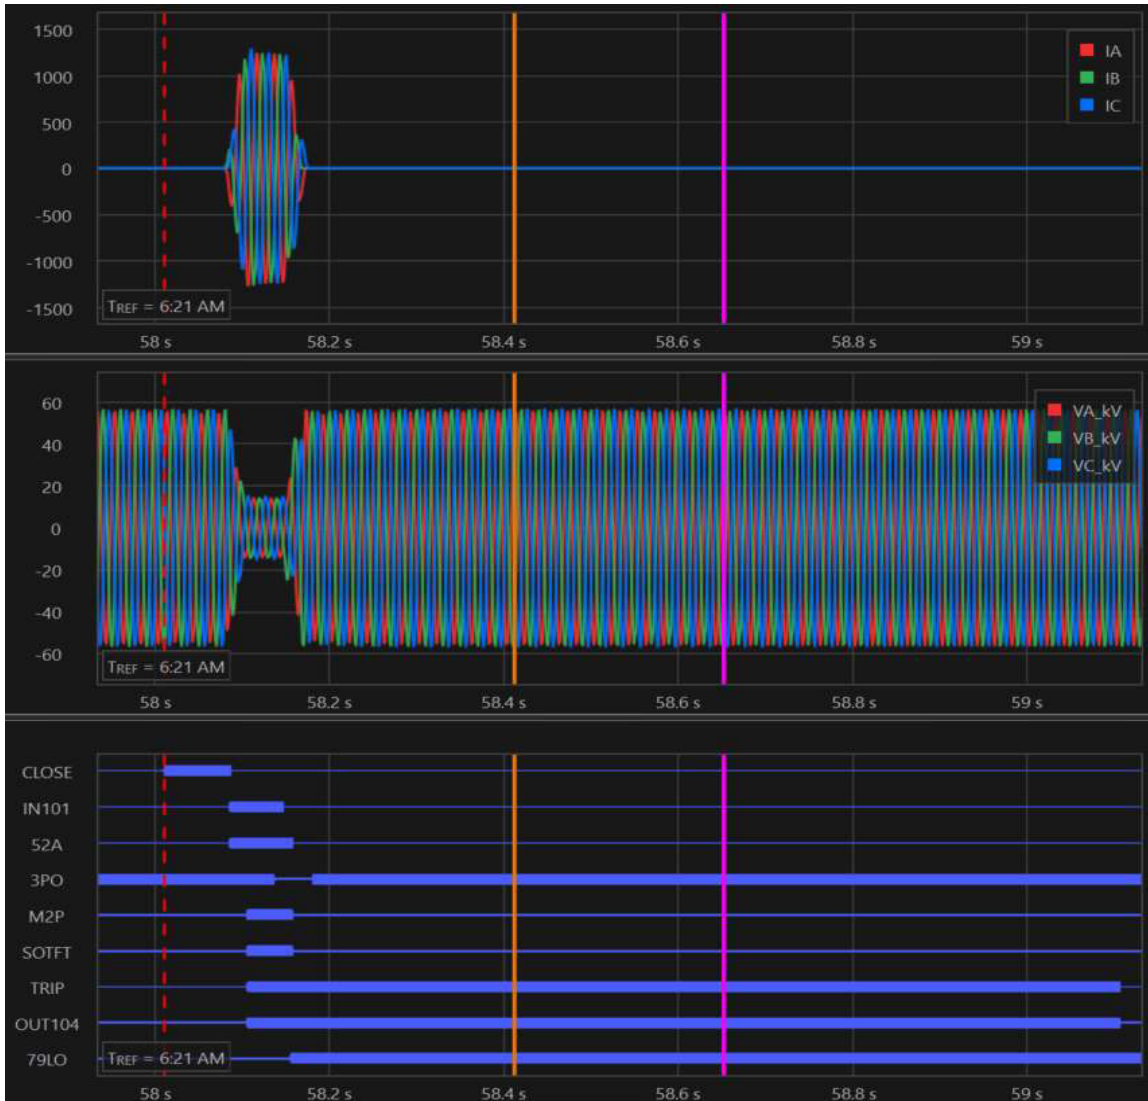 1500
1000
500
0
-500
-1000
-1500
IA
IB
IC
TREF = 6:21 AM
58 s
58.2 s
58.4 s
58.6 s
58.8 s
59 s
60
40
20
0
-20
-40
-60
VA_kV
VB_kV
VC_kV
TREF = 6:21 AM
58 s
58.2 s
58.4 s
58.6 s
58.8 s
59 s
CLOSE
IN101
52A
3PO
M2P
SOTFT
TRIP
OUT104
79LO
TREF = 6:21 AM
58 s
58.2 s
58.4 s
58.6 s
58.8 s
59 s